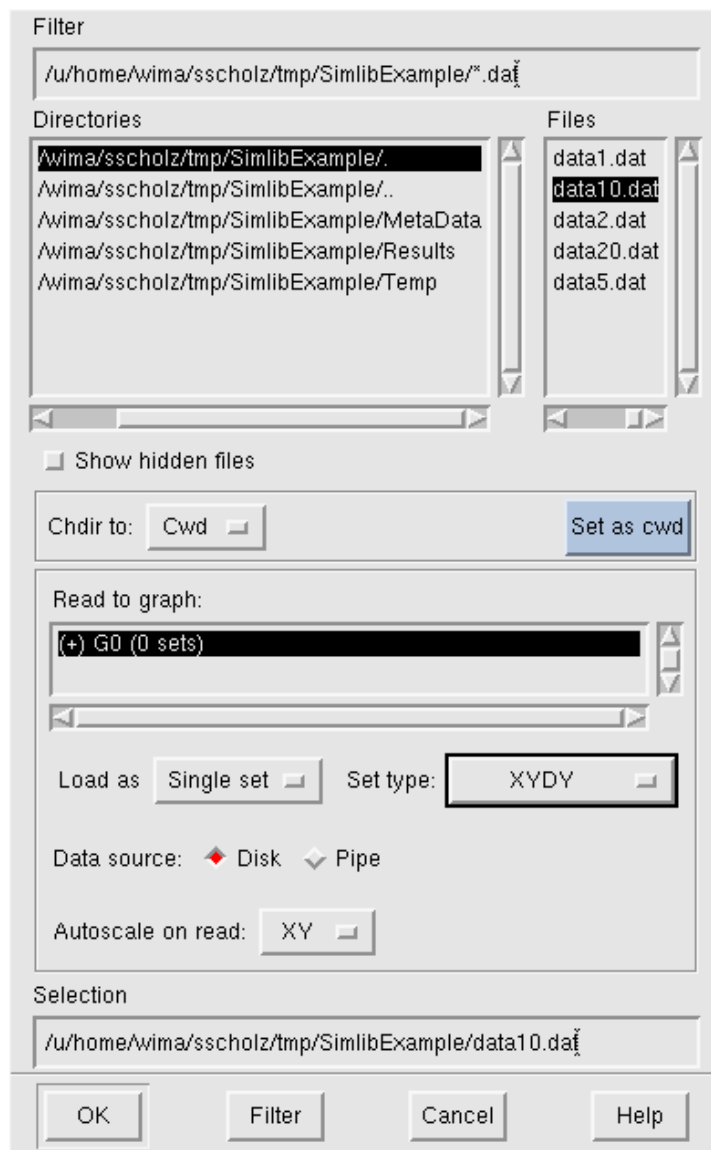 Filter
/u/home/wima/sscholz/tmp/SimlibExample/*.dat
Directories
Files
/wima/sscholz/tmp/SimlibExample/.
/wima/sscholz/tmp/SimlibExample/..
/wima/sscholz/tmp/SimlibExample/MetaData
/wima/sscholz/tmp/SimlibExample/Results
/wima/sscholz/tmp/SimlibExample/Temp
data1.dat
data10.dat
data2.dat
data20.dat
data5.dat
Show hidden files
Chdir to: Cwd Set as cwd
Read to graph:
(+) G0 (0 sets)
Load as Single set Set type: XYDY
Data source: Disk Pipe
Autoscale on read: XY
Selection
/u/home/wima/sscholz/tmp/SimlibExample/data10.dat
OK Filter Cancel Help